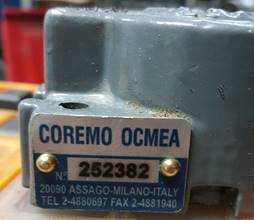 COREMO OCMEA
N° 252382
20090 ASSAGO-MILANO-ITALY
TEL 2-4880697 FAX 2-4881940